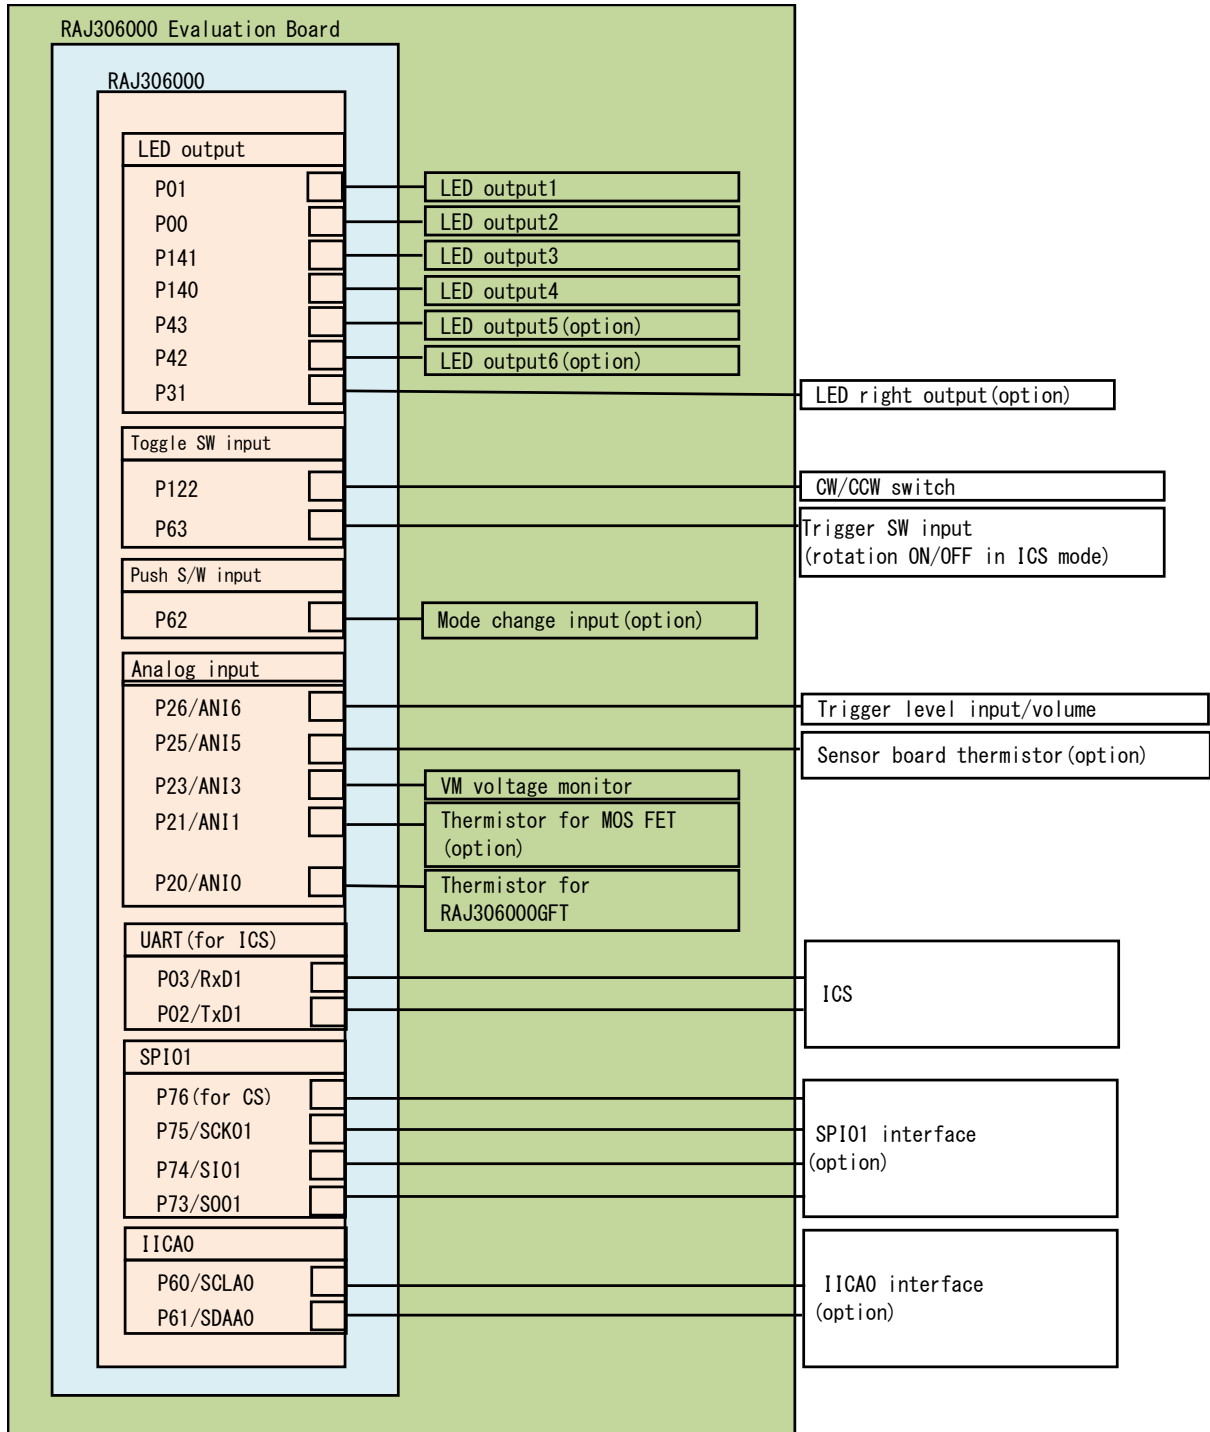 RAJ306000 Evaluation Board
RAJ306000
LED output
P01
LED output1
P00
LED output2
P141
LED output3
P140
LED output4
P43
LED output5(option)
P42
LED output6(option)
P31
LED right output(option)
Toggle SW input
P122
CW/CCW switch
P63
Trigger SW input
(rotation ON/OFF in ICS mode)
Push S/W input
P62
Mode change input(option)
Analog input
P26/ANI6
Trigger level input/volume
P25/ANI5
Sensor board thermistor(option)
P23/ANI3
VM voltage monitor
P21/ANI1
Thermistor for MOS FET
(option)
P20/ANI0
Thermistor for
RAJ306000GFT
UART(for ICS)
P03/RxD1
P02/TxD1
ICS
SPI01
P76(for CS)
P75/SCK01
P74/SI01
P73/SO01
SPI01 interface
(option)
IICA0
P60/SCLA0
P61/SDAA0
IICA0 interface
(option)